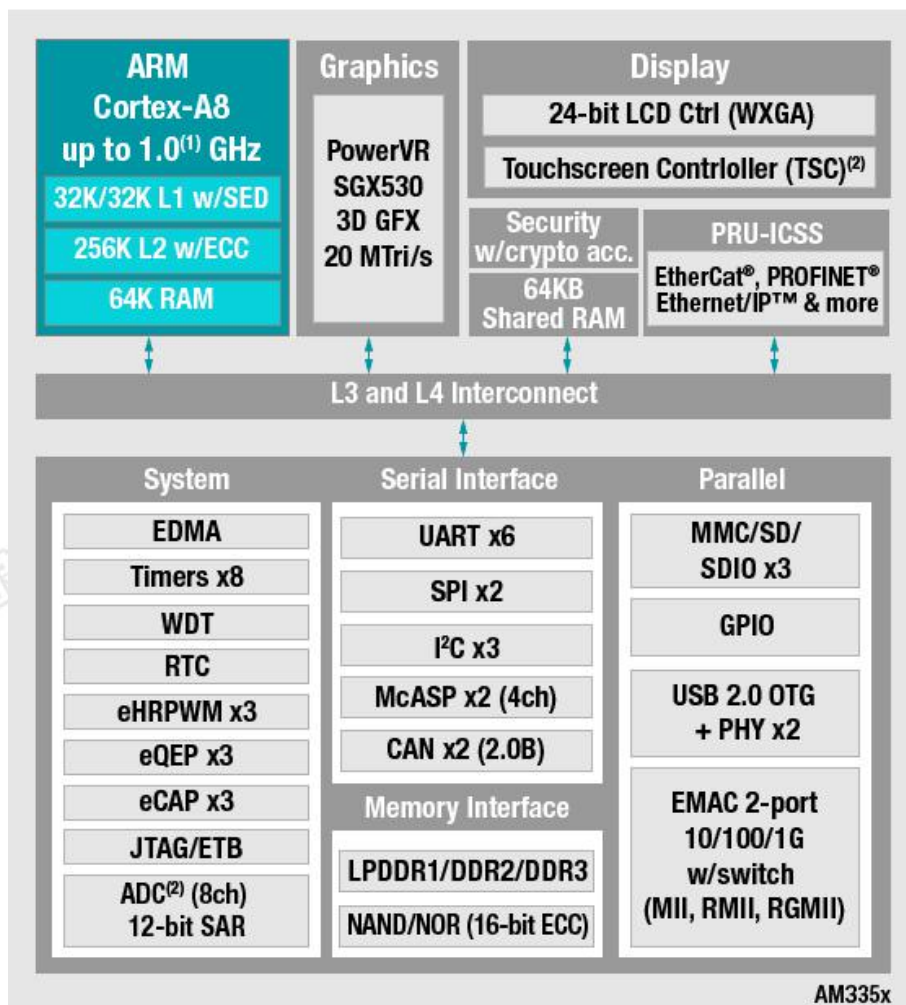 ARM
Cortex-A8
up to 1.0(1) GHz
32K/32K L1 w/SED
256K L2 w/ECC
64K RAM
Graphics
PowerVR
SGX530
3D GFX
20 MTri/s
Display
24-bit LCD Ctrl (WXGA)
Touchscreen Contrloller (TSC)(2)
Security
w/crypto acc.
64KB
Shared RAM
PRU-ICSS
EtherCat®, PROFINET®
Ethernet/IP™ & more
L3 and L4 Interconnect
System
EDMA
Timers x8
WDT
RTC
eHRPWM x3
eQEP x3
eCAP x3
JTAG/ETB
ADC(2) (8ch)
12-bit SAR
Serial Interface
UART x6
SPI x2
I²C x3
McASP x2 (4ch)
CAN x2 (2.0B)
Memory Interface
LPDDR1/DDR2/DDR3
NAND/NOR (16-bit ECC)
Parallel
MMC/SD/
SDIO x3
GPIO
USB 2.0 OTG
+ PHY x2
EMAC 2-port
10/100/1G
w/switch
(MII, RMII, RGMII)
AM335x